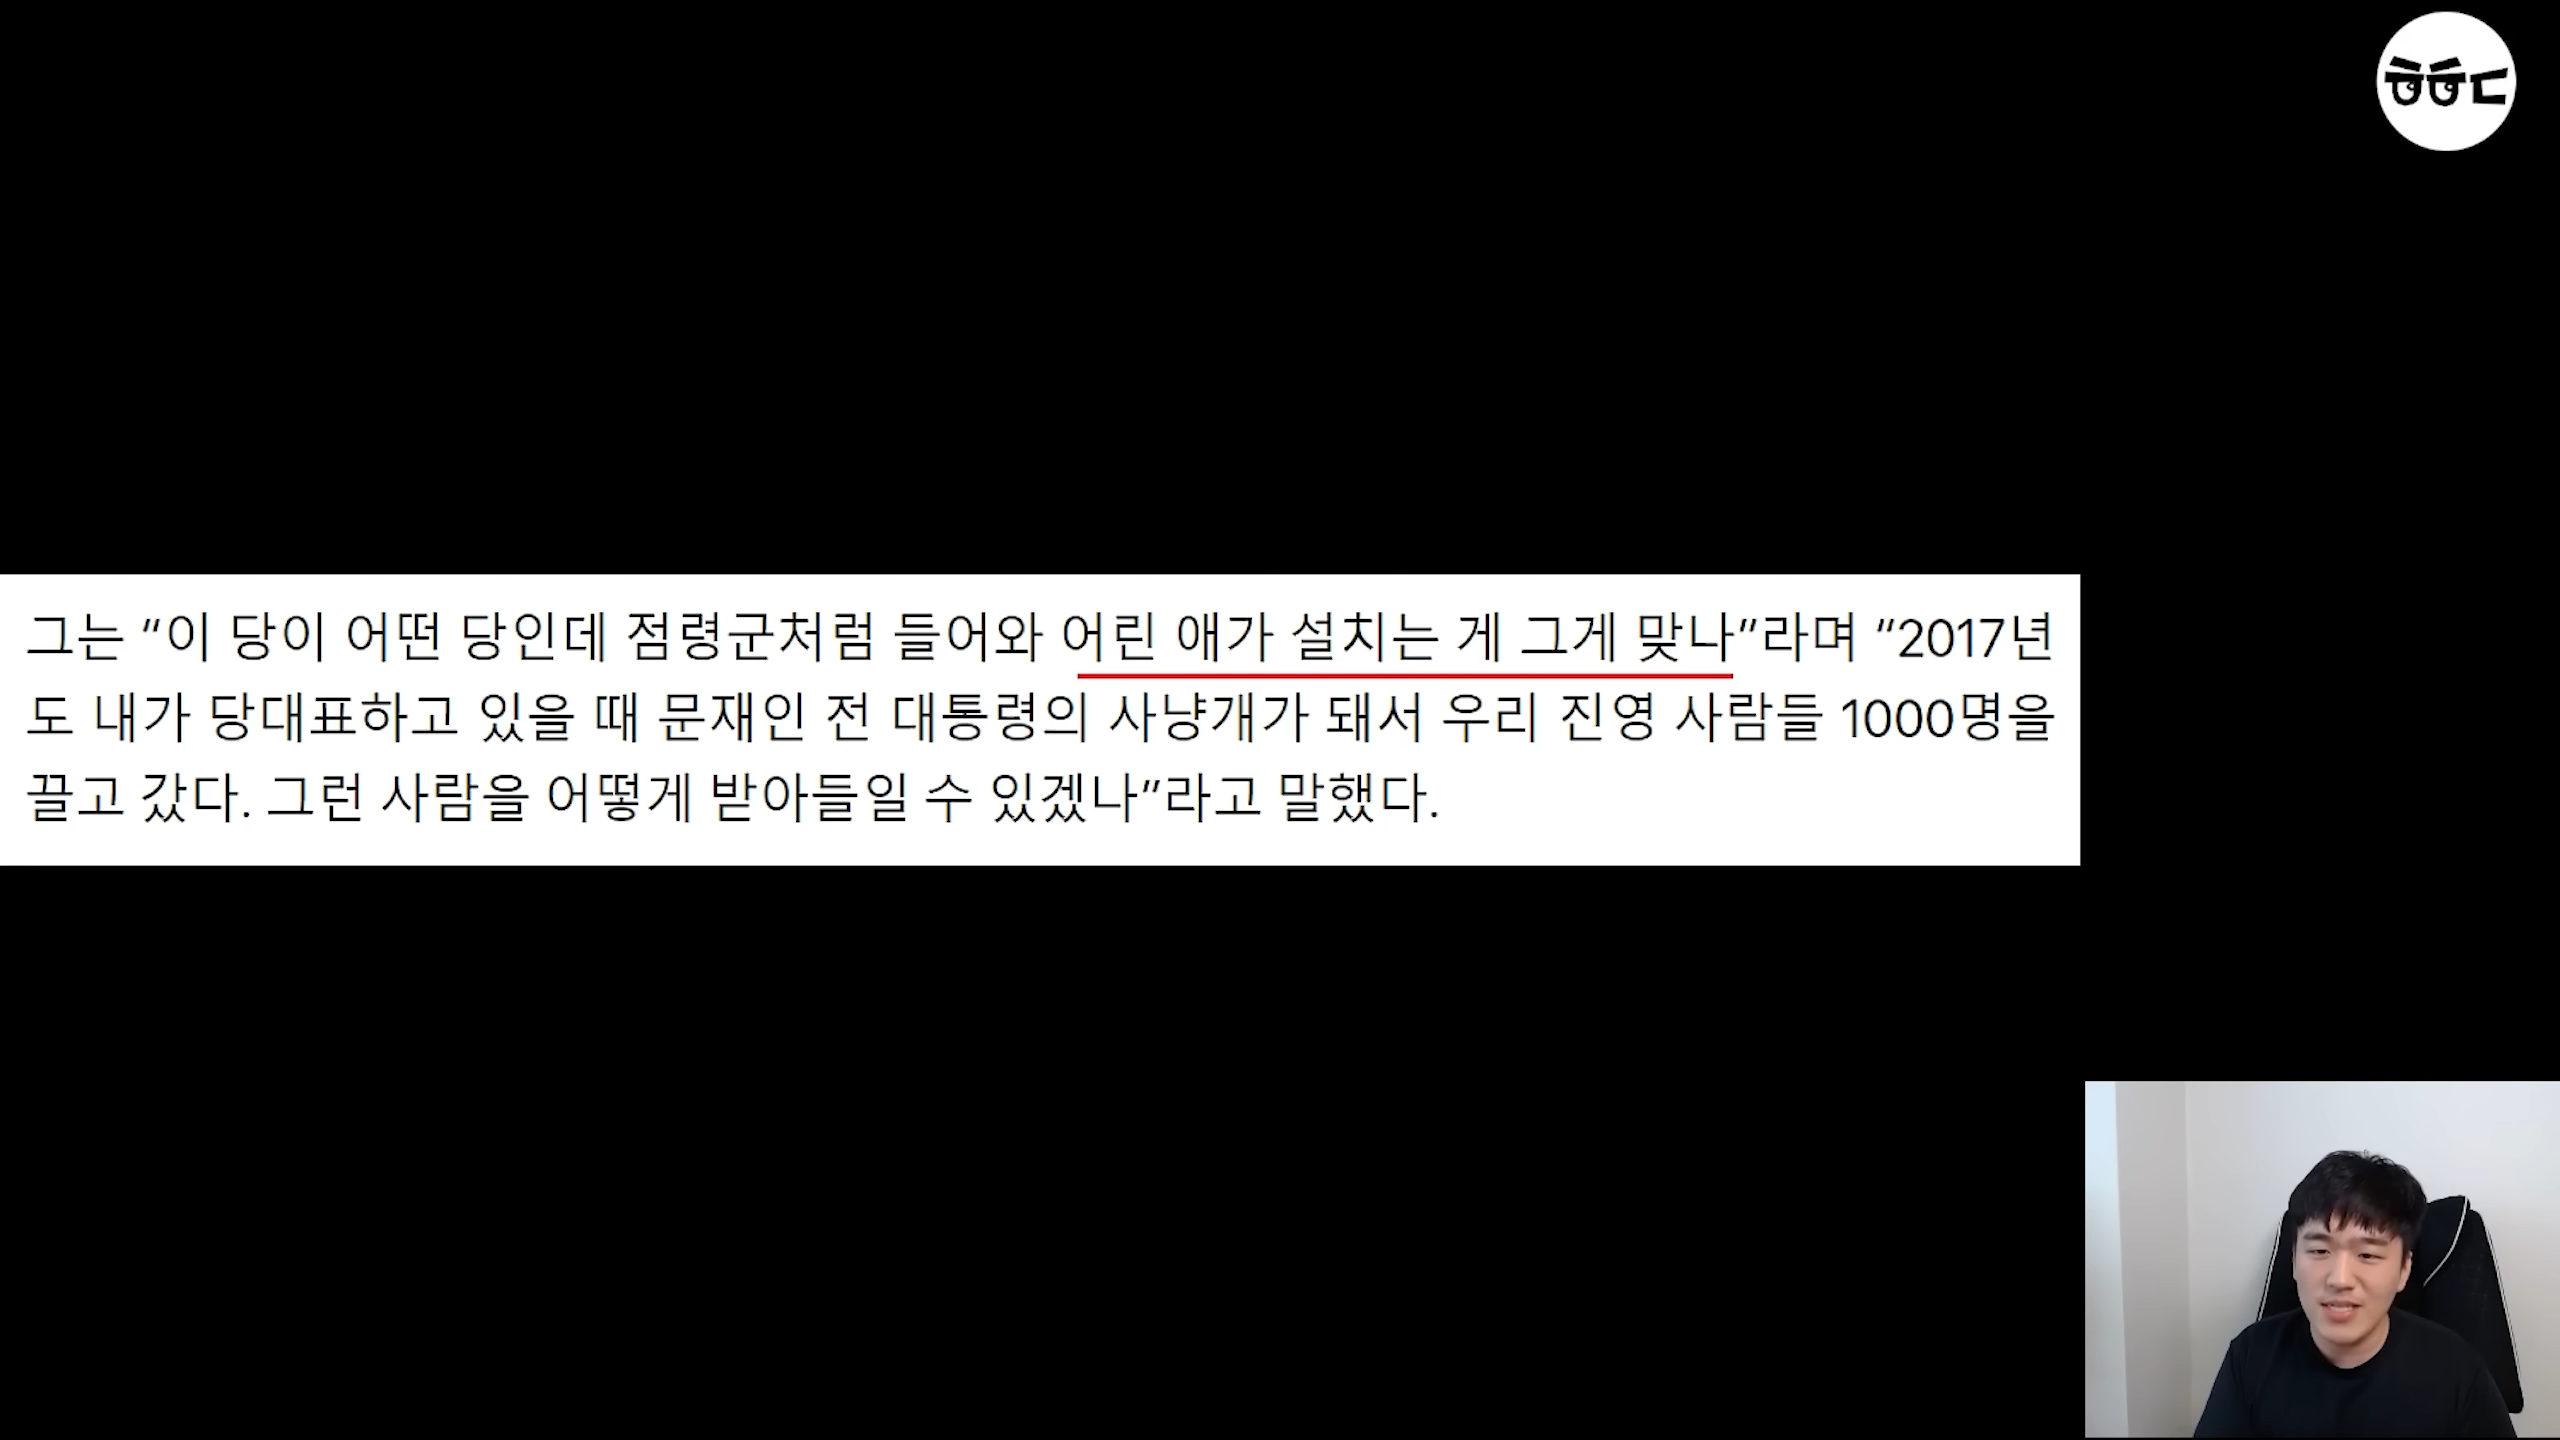 ㅎㅎㄷ
그는 “이 당이 어떤 당인데 점령군처럼 들어와 어린 애가 설치는 게 그게 맞나”라며 “2017년
도 내가 당대표하고 있을 때 문재인 전 대통령의 사냥개가 돼서 우리 진영 사람들 1000명을
끌고 갔다. 그런 사람을 어떻게 받아들일 수 있겠나”라고 말했다.